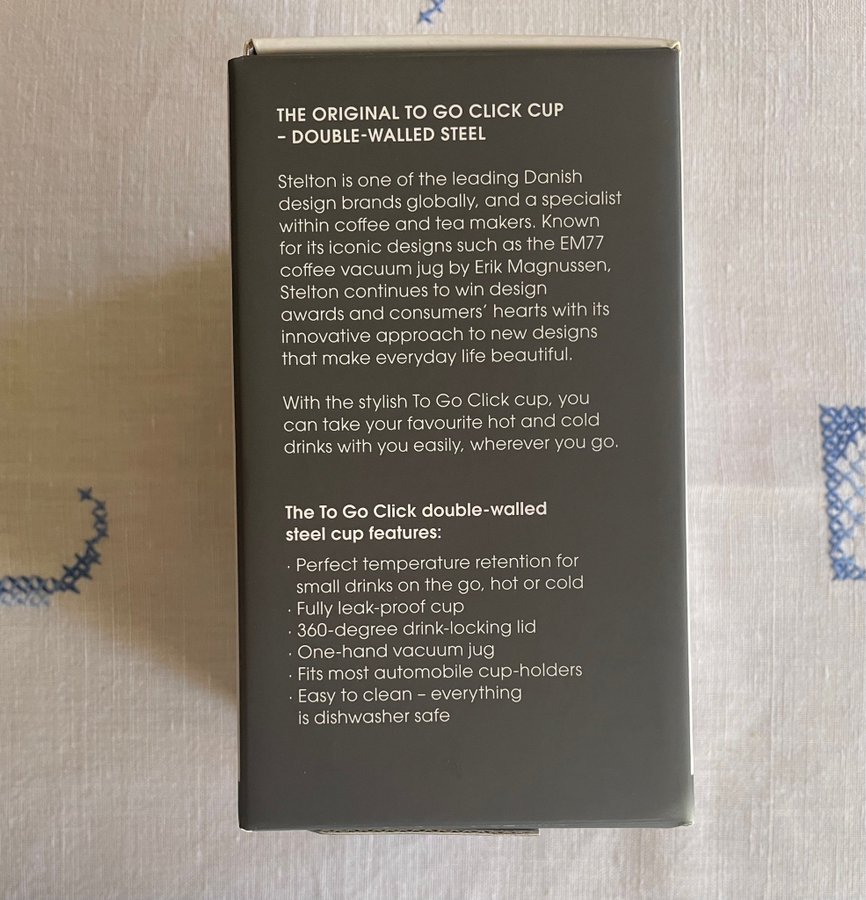 THE ORIGINAL TO GO CLICK CUP
– DOUBLE-WALLED STEEL
Stelton is one of the leading Danish
design brands globally, and a specialist
within coffee and tea makers. Known
for its iconic designs such as the EM77
coffee vacuum jug by Erik Magnussen,
Stelton continues to win design
awards and consumers’ hearts with its
innovative approach to new designs
that make everyday life beautiful.
With the stylish To Go Click cup, you
can take your favourite hot and cold
drinks with you easily, wherever you go.
The To Go Click double-walled
steel cup features:
· Perfect temperature retention for
small drinks on the go, hot or cold
· Fully leak-proof cup
· 360-degree drink-locking lid
· One-hand vacuum jug
· Fits most automobile cup-holders
· Easy to clean – everything
is dishwasher safe